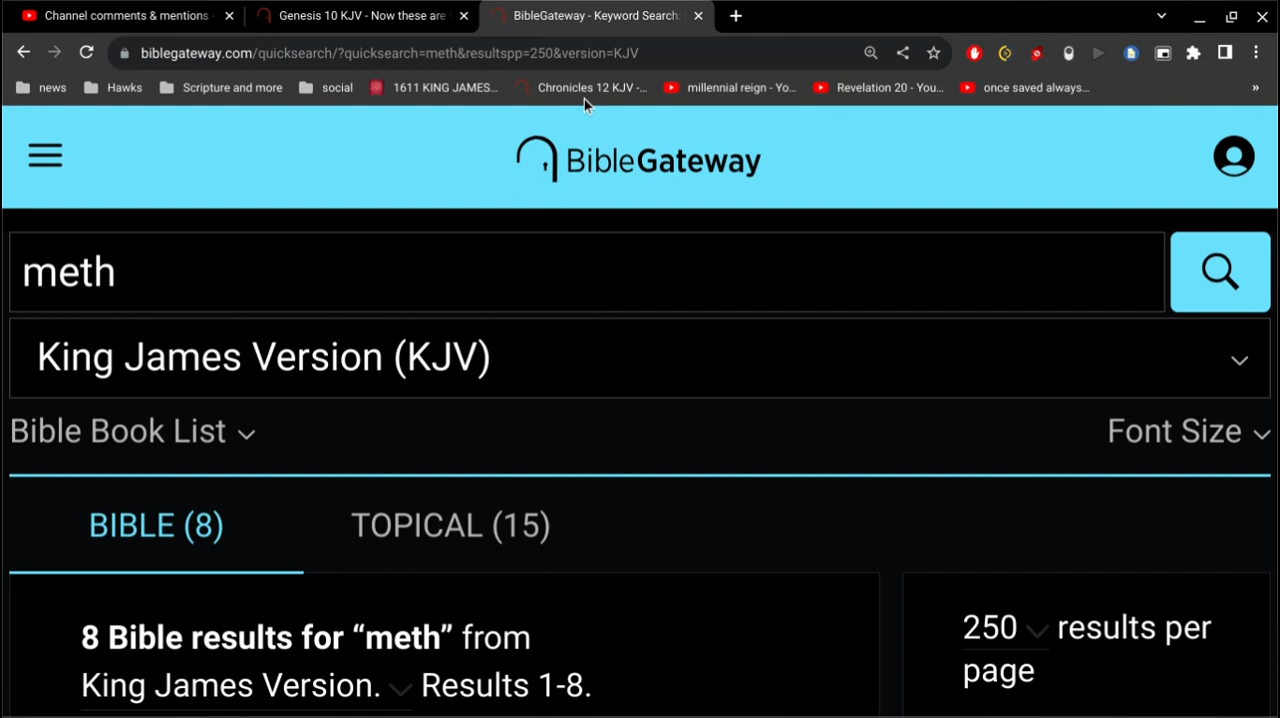 Channel comments & mentions
Genesis 10 KJV - Now these are
BibleGateway - Keyword Search:
biblegateway.com/quicksearch/?quicksearch=meth&resultspp=250&version=KJV
news
Hawks
Scripture and more
social
1611 KING JAMES...
Chronicles 12 KJV -...
millennial reign - Yo...
Revelation 20 - You...
once saved always...
BibleGateway
meth
King James Version (KJV)
Bible Book List
Font Size
BIBLE (8)
TOPICAL (15)
8 Bible results for “meth” from
King James Version. Results 1-8.
250 results per
page